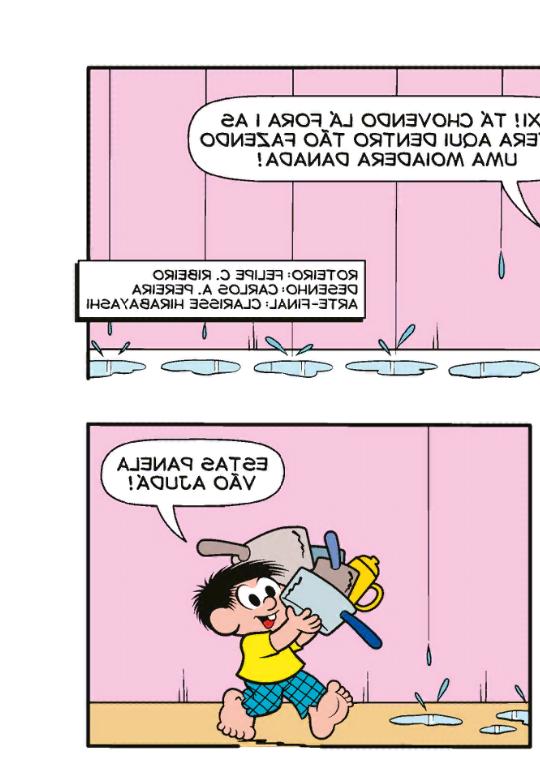 XI! TÁ CHOVENDO LÁ FORA I AS
TERA AQUI DENTRO TÃO FAZENDO
UMA MOIADERA DANADA!
ROTEIRO: FELIPE C. RIBEIRO
DESENHO: CARLOS A. PEREIRA
ARTE-FINAL: CLARISSE HIRABAYASHI
ESTAS PANELA
VÃO AJUDÁ!